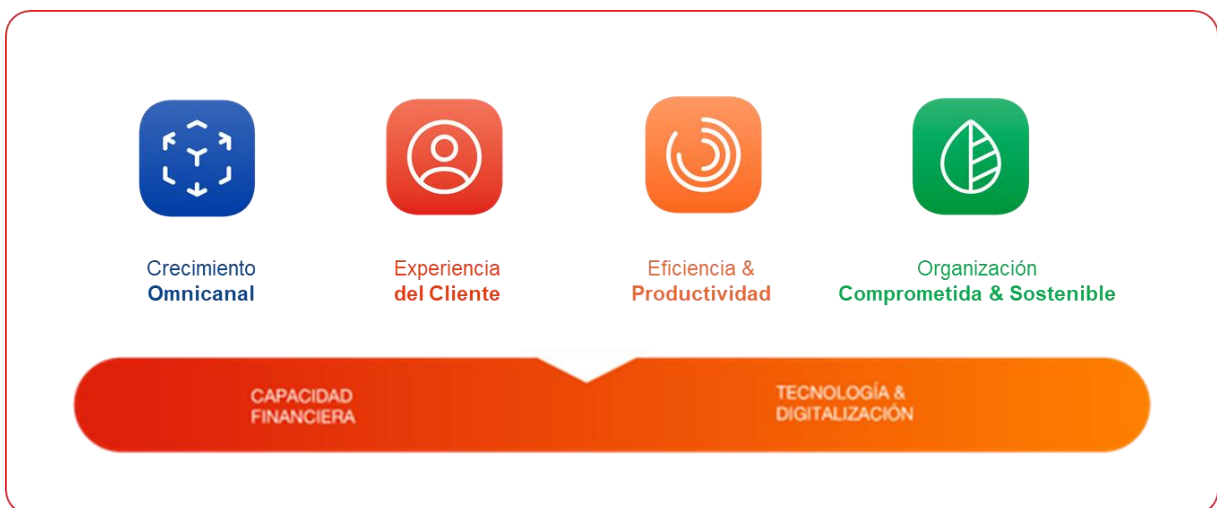 Crecimiento
Omnicanal
Experiencia
del Cliente
Eficiencia &
Productividad
Organización
Comprometida & Sostenible
CAPACIDAD
FINANCIERA
TECNOLOGÍA &
DIGITALIZACIÓN